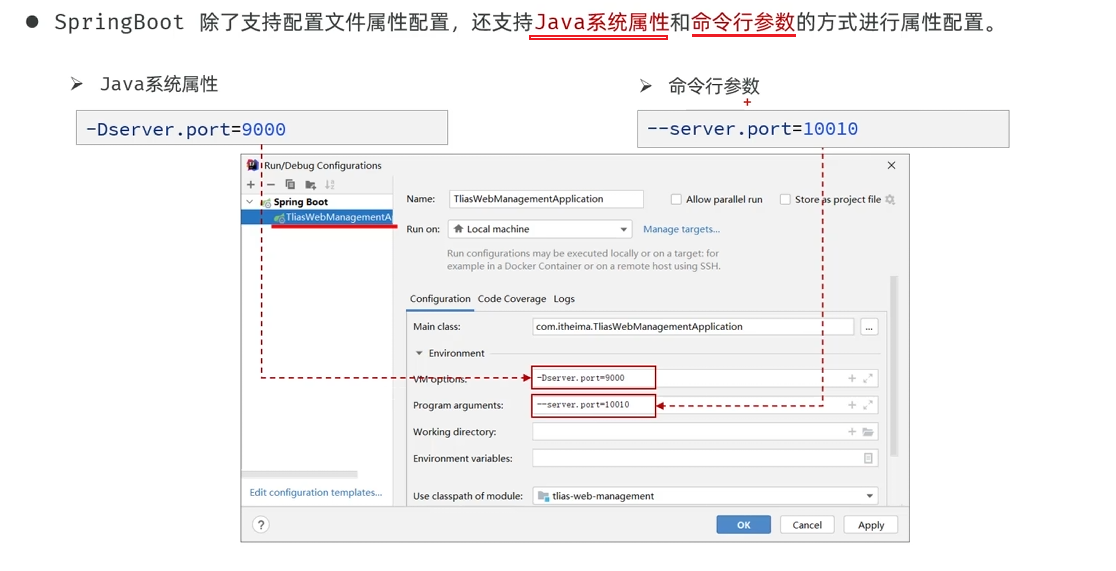 ● SpringBoot 除了支持配置文件属性配置，还支持Java系统属性和命令行参数的方式进行属性配置。
➢ Java系统属性
-Dserver.port=9000
➢ 命令行参数
--server.port=10010
Run/Debug Configurations
Spring Boot
TliasWebManagementA
Edit configuration templates...
Name: TliasWebManagementApplication
Allow parallel run
Store as project file
Run on: Local machine
Manage targets...
Run configurations may be executed locally or on a target: for
example in a Docker Container or on a remote host using SSH.
Configuration Code Coverage Logs
Main class: com.itheima.TliasWebManagementApplication ...
Environment
VM options: -Dserver.port=9000
Program arguments: --server.port=10010
Working directory:
Environment variables:
Use classpath of module: tlias-web-management
? OK Cancel Apply